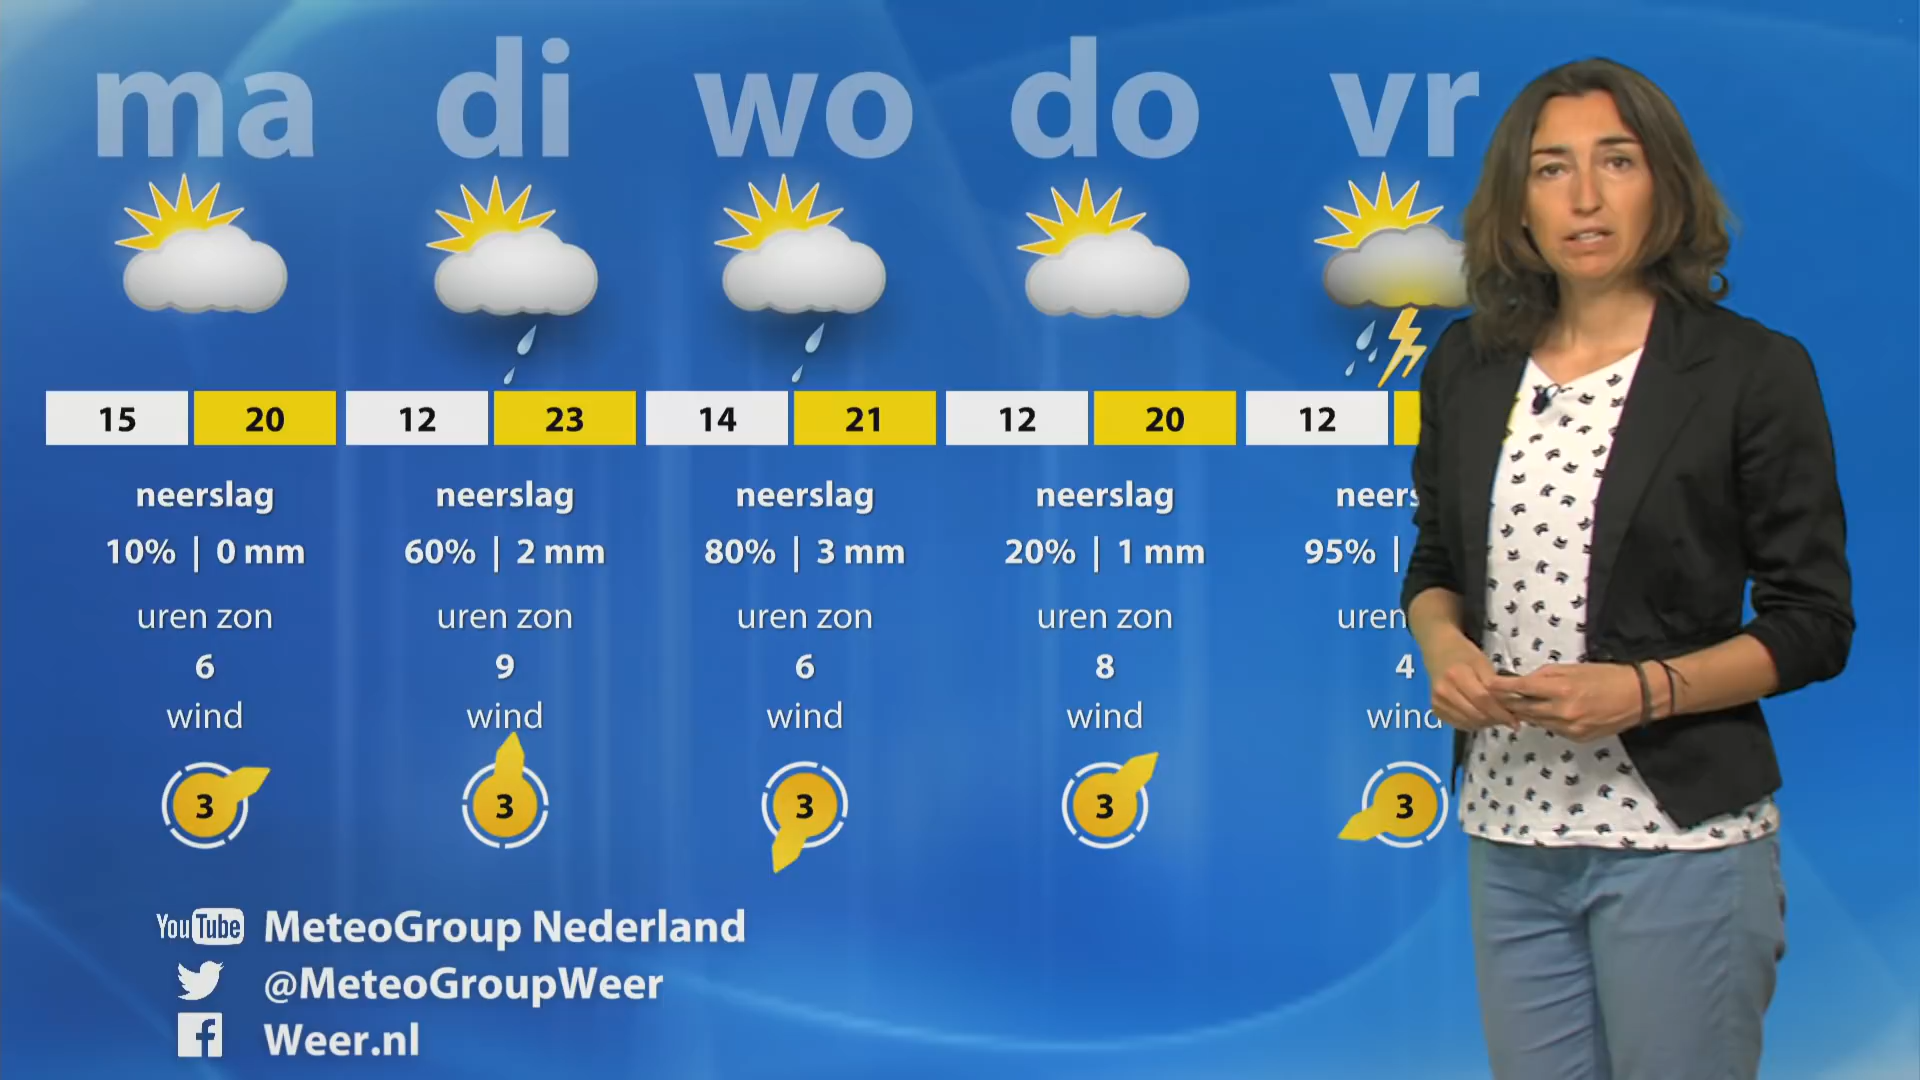 ma di wo do vr
15 20 12 23 14 21 12 20 12
neerslag neerslag neerslag neerslag
10% | 0 mm 60% | 2 mm 80% | 3 mm 20% | 1 mm 95% |
uren zon uren zon uren zon uren zon uren
6 9 6 8 4
wind wind wind wind wind
3 3 3 3 3
YouTube MeteoGroup Nederland
@MeteoGroupWeer
Weer.nl